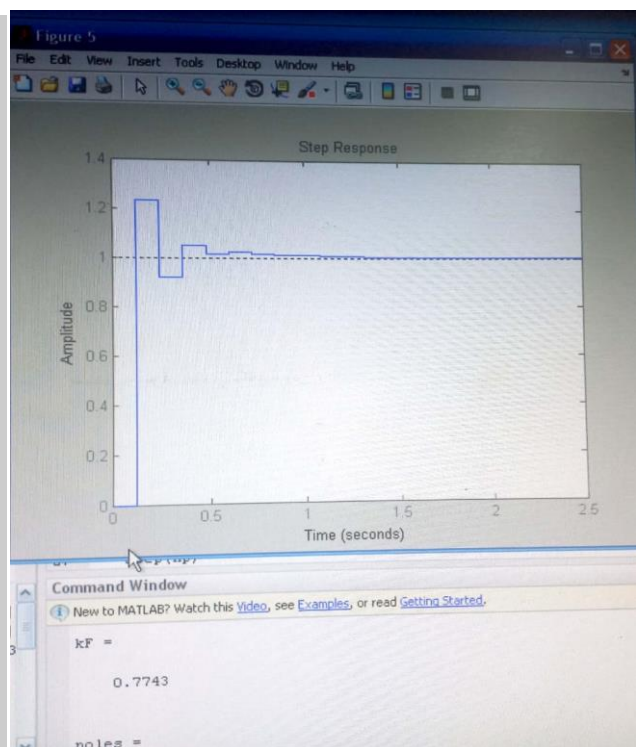 Figure 5
File Edit View Insert Tools Desktop Window Help
Step Response
1.4
1.2
1
0.8
0.6
0.4
0.2
0
Amplitude
0 0.5 1 1.5 2 2.5
Time (seconds)
Command Window
New to MATLAB? Watch this Video, see Examples, or read Getting Started.
3
kF =
0.7743
poles =